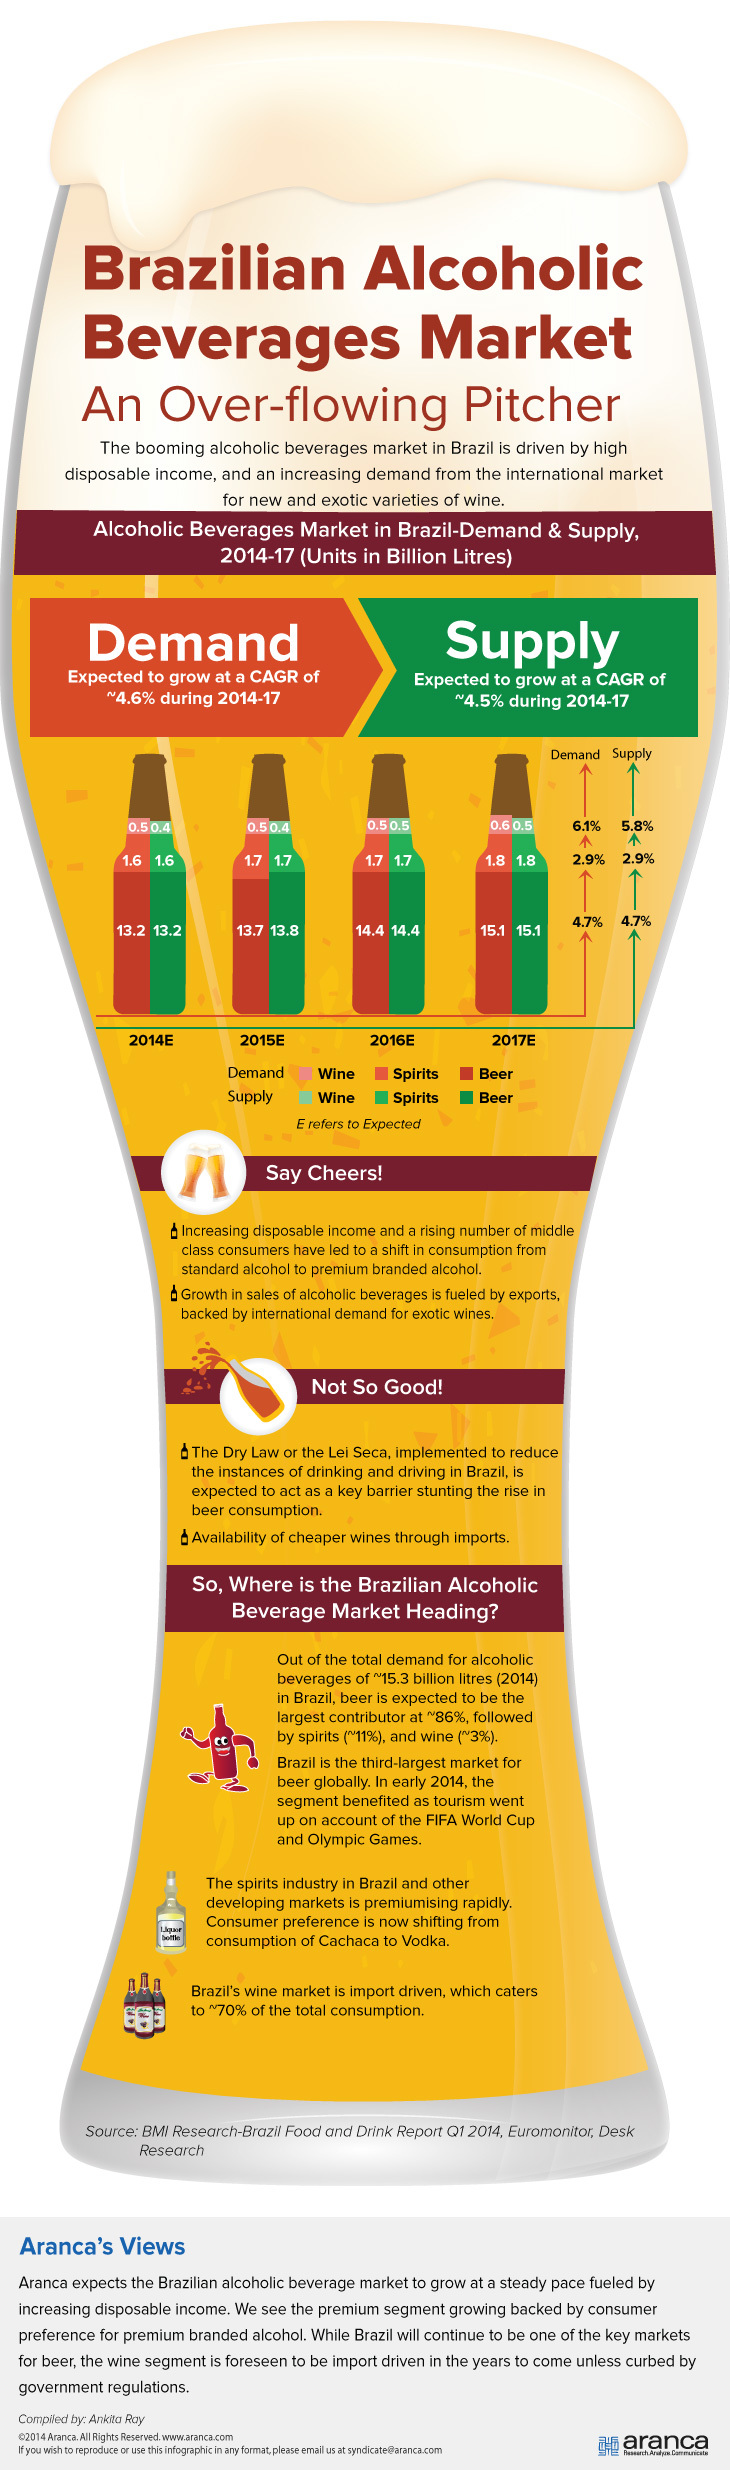 Brazilian Alcoholic
Beverages Market
An Over-flowing Pitcher
The booming alcoholic beverages market in Brazil is driven by high
disposable income, and an increasing demand from the international market
for new and exotic varieties of wine.
Alcoholic Beverages Market in Brazil-Demand & Supply,
2014-17 (Units in Billion Litres)
Demand
Expected to grow at a CAGR of
~4.6% during 2014-17
Supply
Expected to grow at a CAGR of
~4.5% during 2014-17
Demand Supply
0.5 0.4 0.5 0.4 0.5 0.5 0.6 0.5 6.1% 5.8%
1.6 1.6 1.7 1.7 1.7 1.7 1.8 1.8 2.9% 2.9%
13.2 13.2 13.7 13.8 14.4 14.4 15.1 15.1 4.7% 4.7%
2014E 2015E 2016E 2017E
Demand Wine Spirits Beer
Supply Wine Spirits Beer
E refers to Expected
Say Cheers!
Increasing disposable income and a rising number of middle
class consumers have led to a shift in consumption from
standard alcohol to premium branded alcohol.
Growth in sales of alcoholic beverages is fueled by exports,
backed by international demand for exotic wines.
Not So Good!
The Dry Law or the Lei Seca, implemented to reduce
the instances of drinking and driving in Brazil, is
expected to act as a key barrier stunting the rise in
beer consumption.
Availability of cheaper wines through imports.
So, Where is the Brazilian Alcoholic
Beverage Market Heading?
Out of the total demand for alcoholic
beverages of ~15.3 billion litres (2014)
in Brazil, beer is expected to be the
largest contributor at ~86%, followed
by spirits (~11%), and wine (~3%).
Brazil is the third-largest market for
beer globally. In early 2014, the
segment benefited as tourism went
up on account of the FIFA World Cup
and Olympic Games.
Liquor
bottle
The spirits industry in Brazil and other
developing markets is premiumising rapidly.
Consumer preference is now shifting from
consumption of Cachaca to Vodka.
Brazil's wine market is import driven, which caters
to ~70% of the total consumption.
Source: BMI Research-Brazil Food and Drink Report Q1 2014, Euromonitor, Desk
Research
Aranca's Views
Aranca expects the Brazilian alcoholic beverage market to grow at a steady pace fueled by
increasing disposable income. We see the premium segment growing backed by consumer
preference for premium branded alcohol. While Brazil will continue to be one of the key markets
for beer, the wine segment is foreseen to be import driven in the years to come unless curbed by
government regulations.
Compiled by: Ankita Ray
©2014 Aranca. All Rights Reserved. www.aranca.com
If you wish to reproduce or use this infographic in any format, please email us at syndicate@aranca.com
aranca
Research.Analyze.Communicate